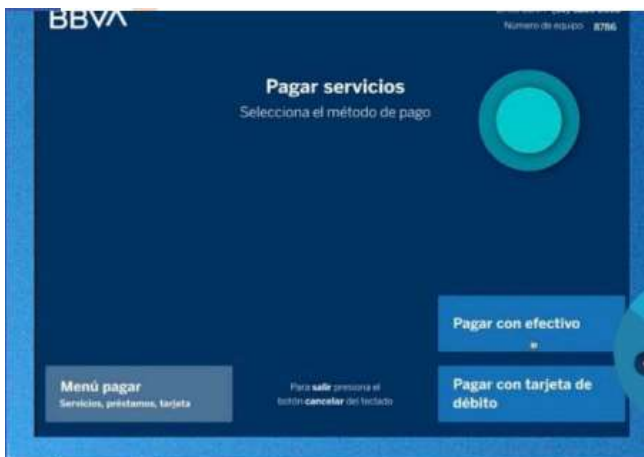 BBVA
Número de equipo 8786
Pagar servicios
Selecciona el método de pago
Pagar con efectivo
Menú pagar
Servicios, préstamos, tarjeta
Para salir presiona el
botón cancelar del teclado
Pagar con tarjeta de
débito